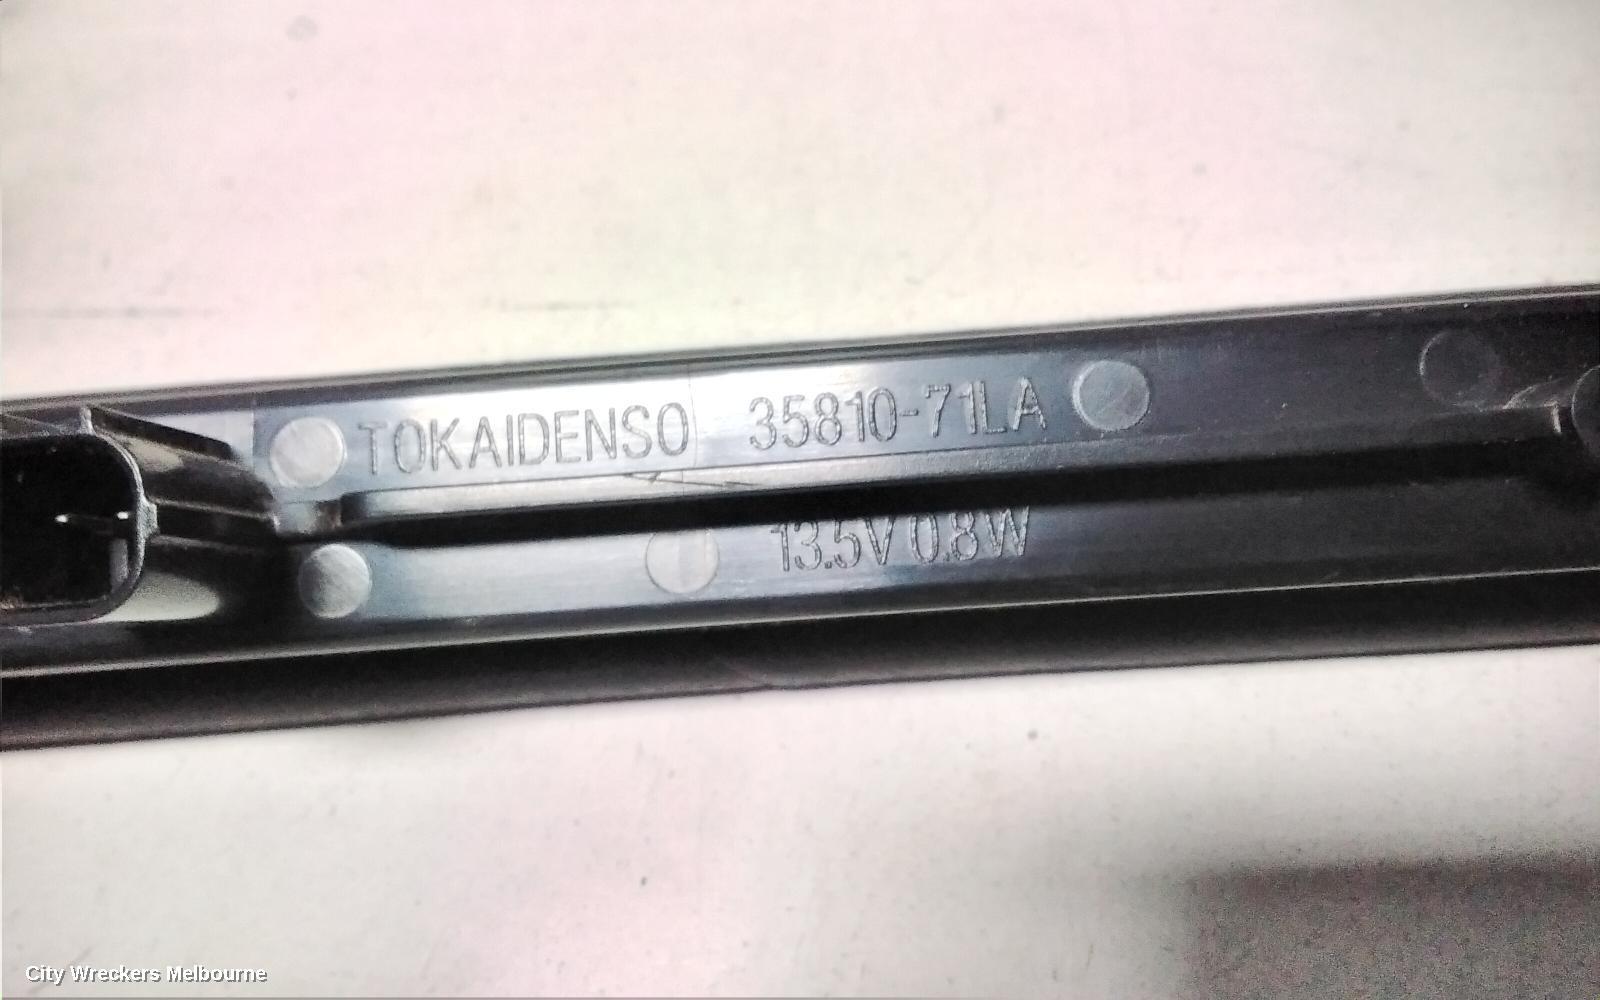 TOKAIDENSO 35810-71LA
13.5V 0.8W
City Wreckers Melbourne